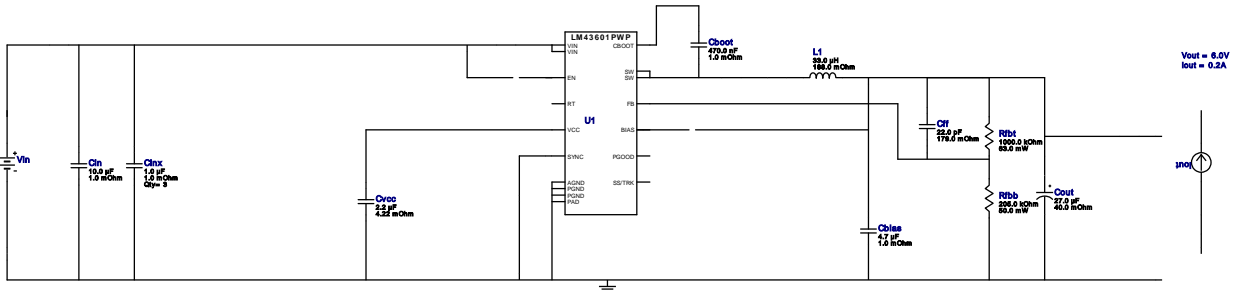 LM43601PWP
VIN
VIN
EN
RT
VCC
SYNC
AGND
PGND
PGND
PAD
CBOOT
SW
SW
FB
BIAS
PGOOD
SS/TRK
U1
Vin
Cin
10.0 µF
1.0 mOhm
Cinx
1.0 µF
1.0 mOhm
Qty= 3
Cvcc
2.2 µF
4.22 mOhm
Cboot
470.0 nF
1.0 mOhm
L1
33.0 µH
188.0 mOhm
Cff
22.0 pF
178.0 mOhm
Rfbt
1000.0 kOhm
63.0 mW
Rfbb
205.0 kOhm
50.0 mW
Cout
27.0 µF
40.0 mOhm
Cbias
4.7 µF
1.0 mOhm
Vout = 6.0V
Iout = 0.2A
Iout